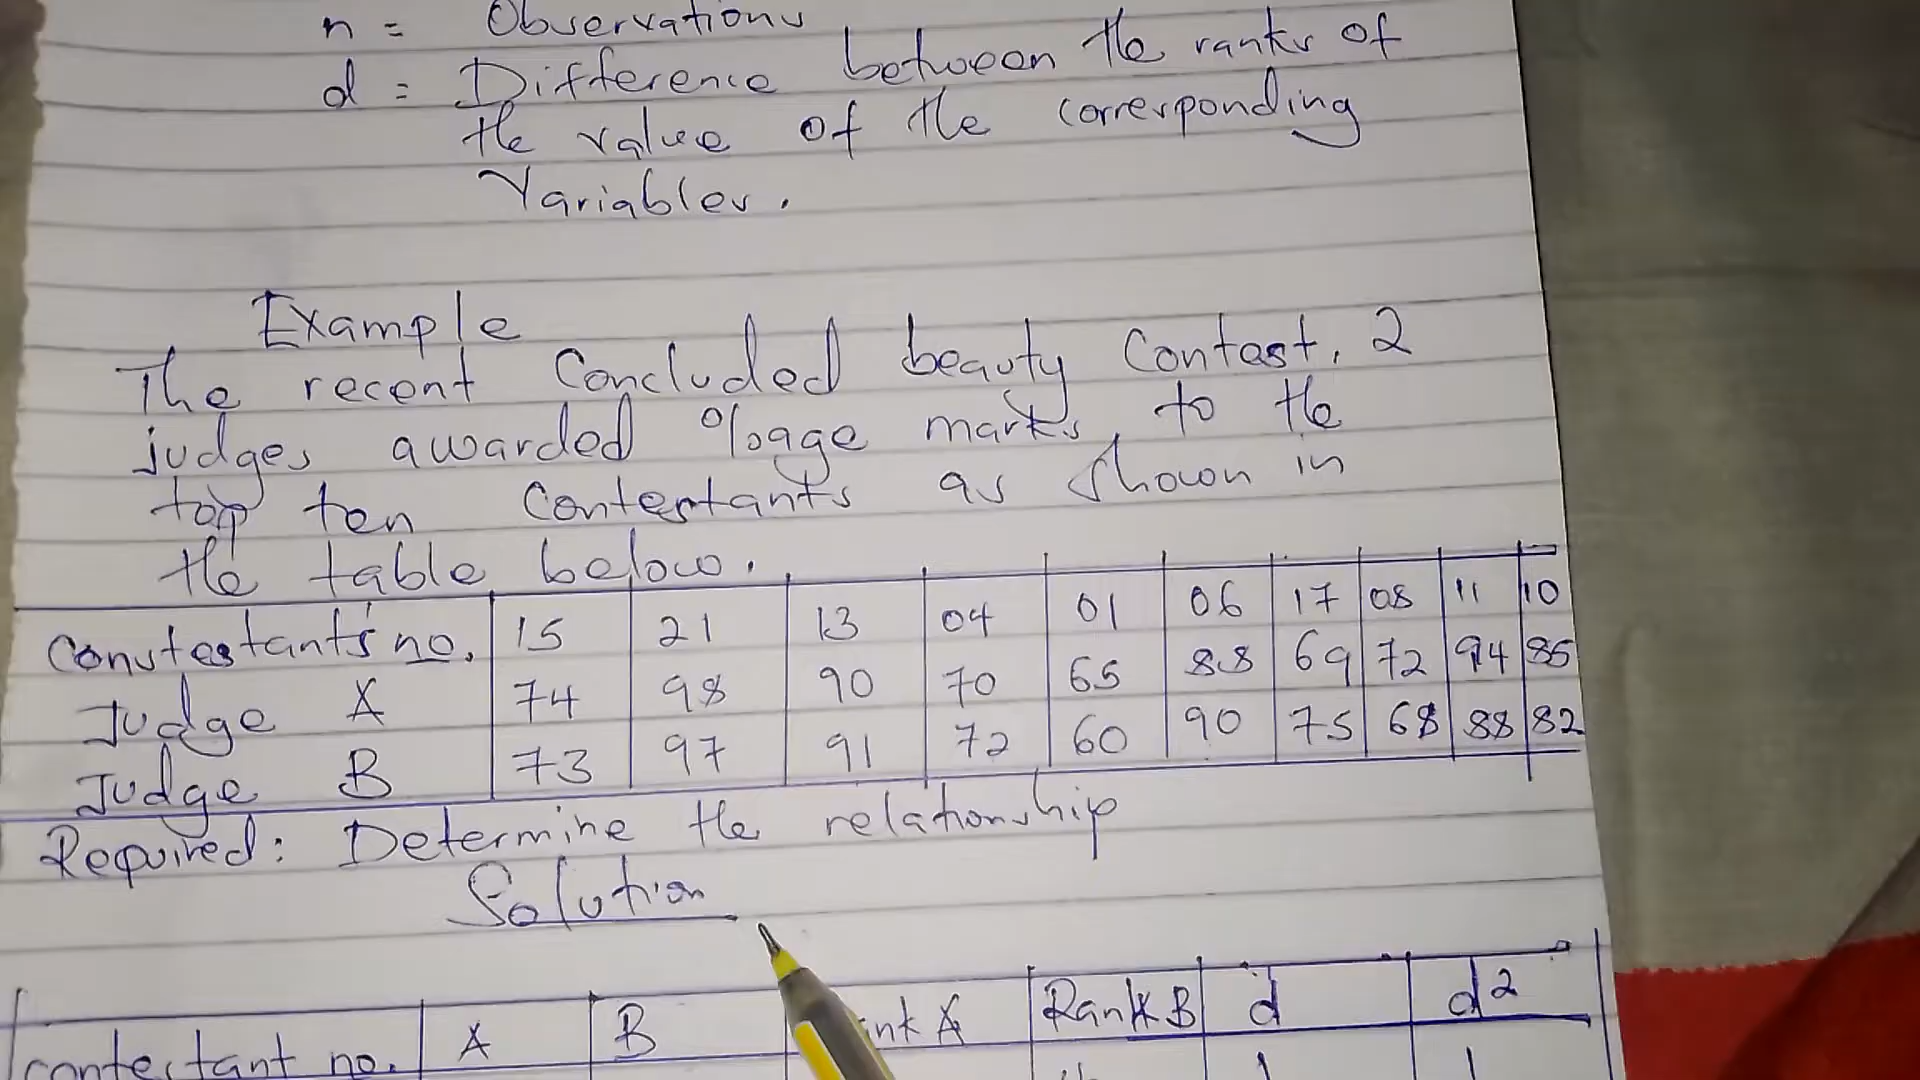 n = Observations
d = Difference between the ranks of
the value of the corresponding
Variables.
Example
The recent Concluded beauty Contest, 2
judges awarded %age marks, to the
top ten Contestants as shown in
the table below.
Constestants' no. 15 21 13 04 01 06 17 08 11 10
Judge A 74 98 90 70 65 88 69 72 94 85
Judge B 73 97 91 72 60 90 75 68 88 82
Required: Determine the relationship
Solution
contestant no. A B Rank B d d²